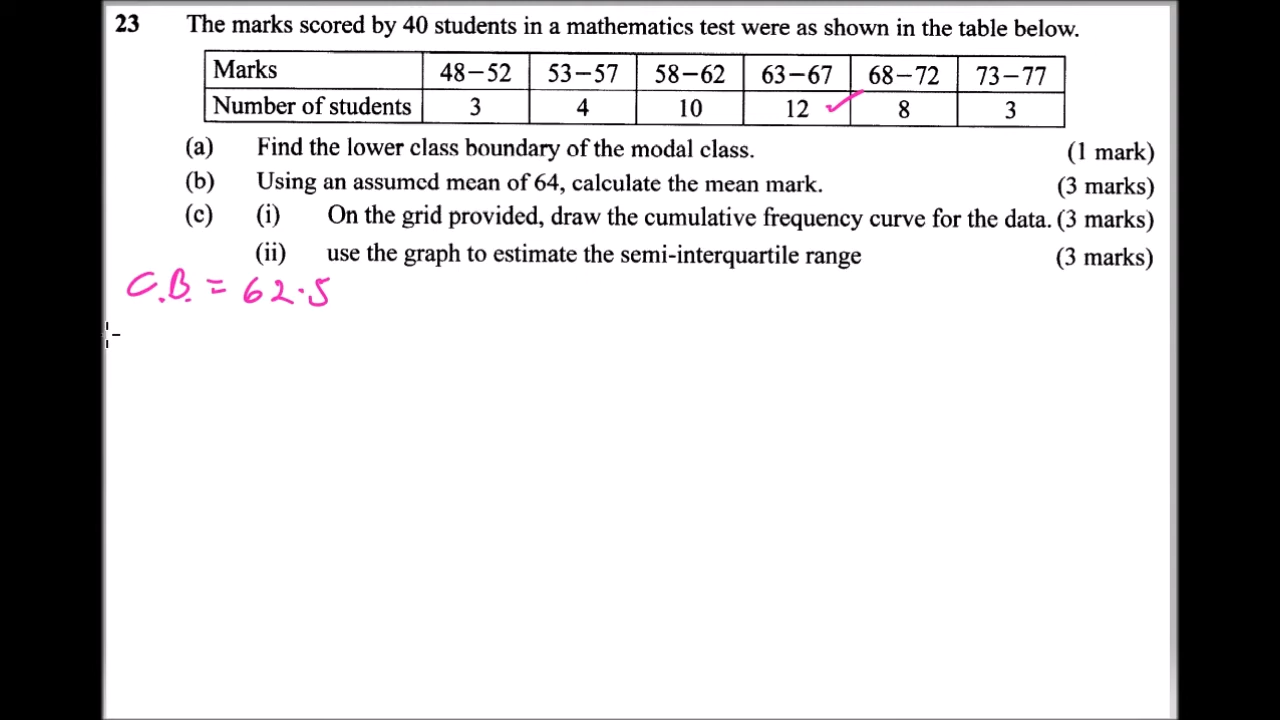 23 The marks scored by 40 students in a mathematics test were as shown in the table below.
Marks 48–52 53–57 58–62 63–67 68–72 73–77
Number of students 3 4 10 12 8 3
(a) Find the lower class boundary of the modal class. (1 mark)
(b) Using an assumed mean of 64, calculate the mean mark. (3 marks)
(c) (i) On the grid provided, draw the cumulative frequency curve for the data. (3 marks)
(ii) use the graph to estimate the semi-interquartile range (3 marks)
C.B. = 62.5